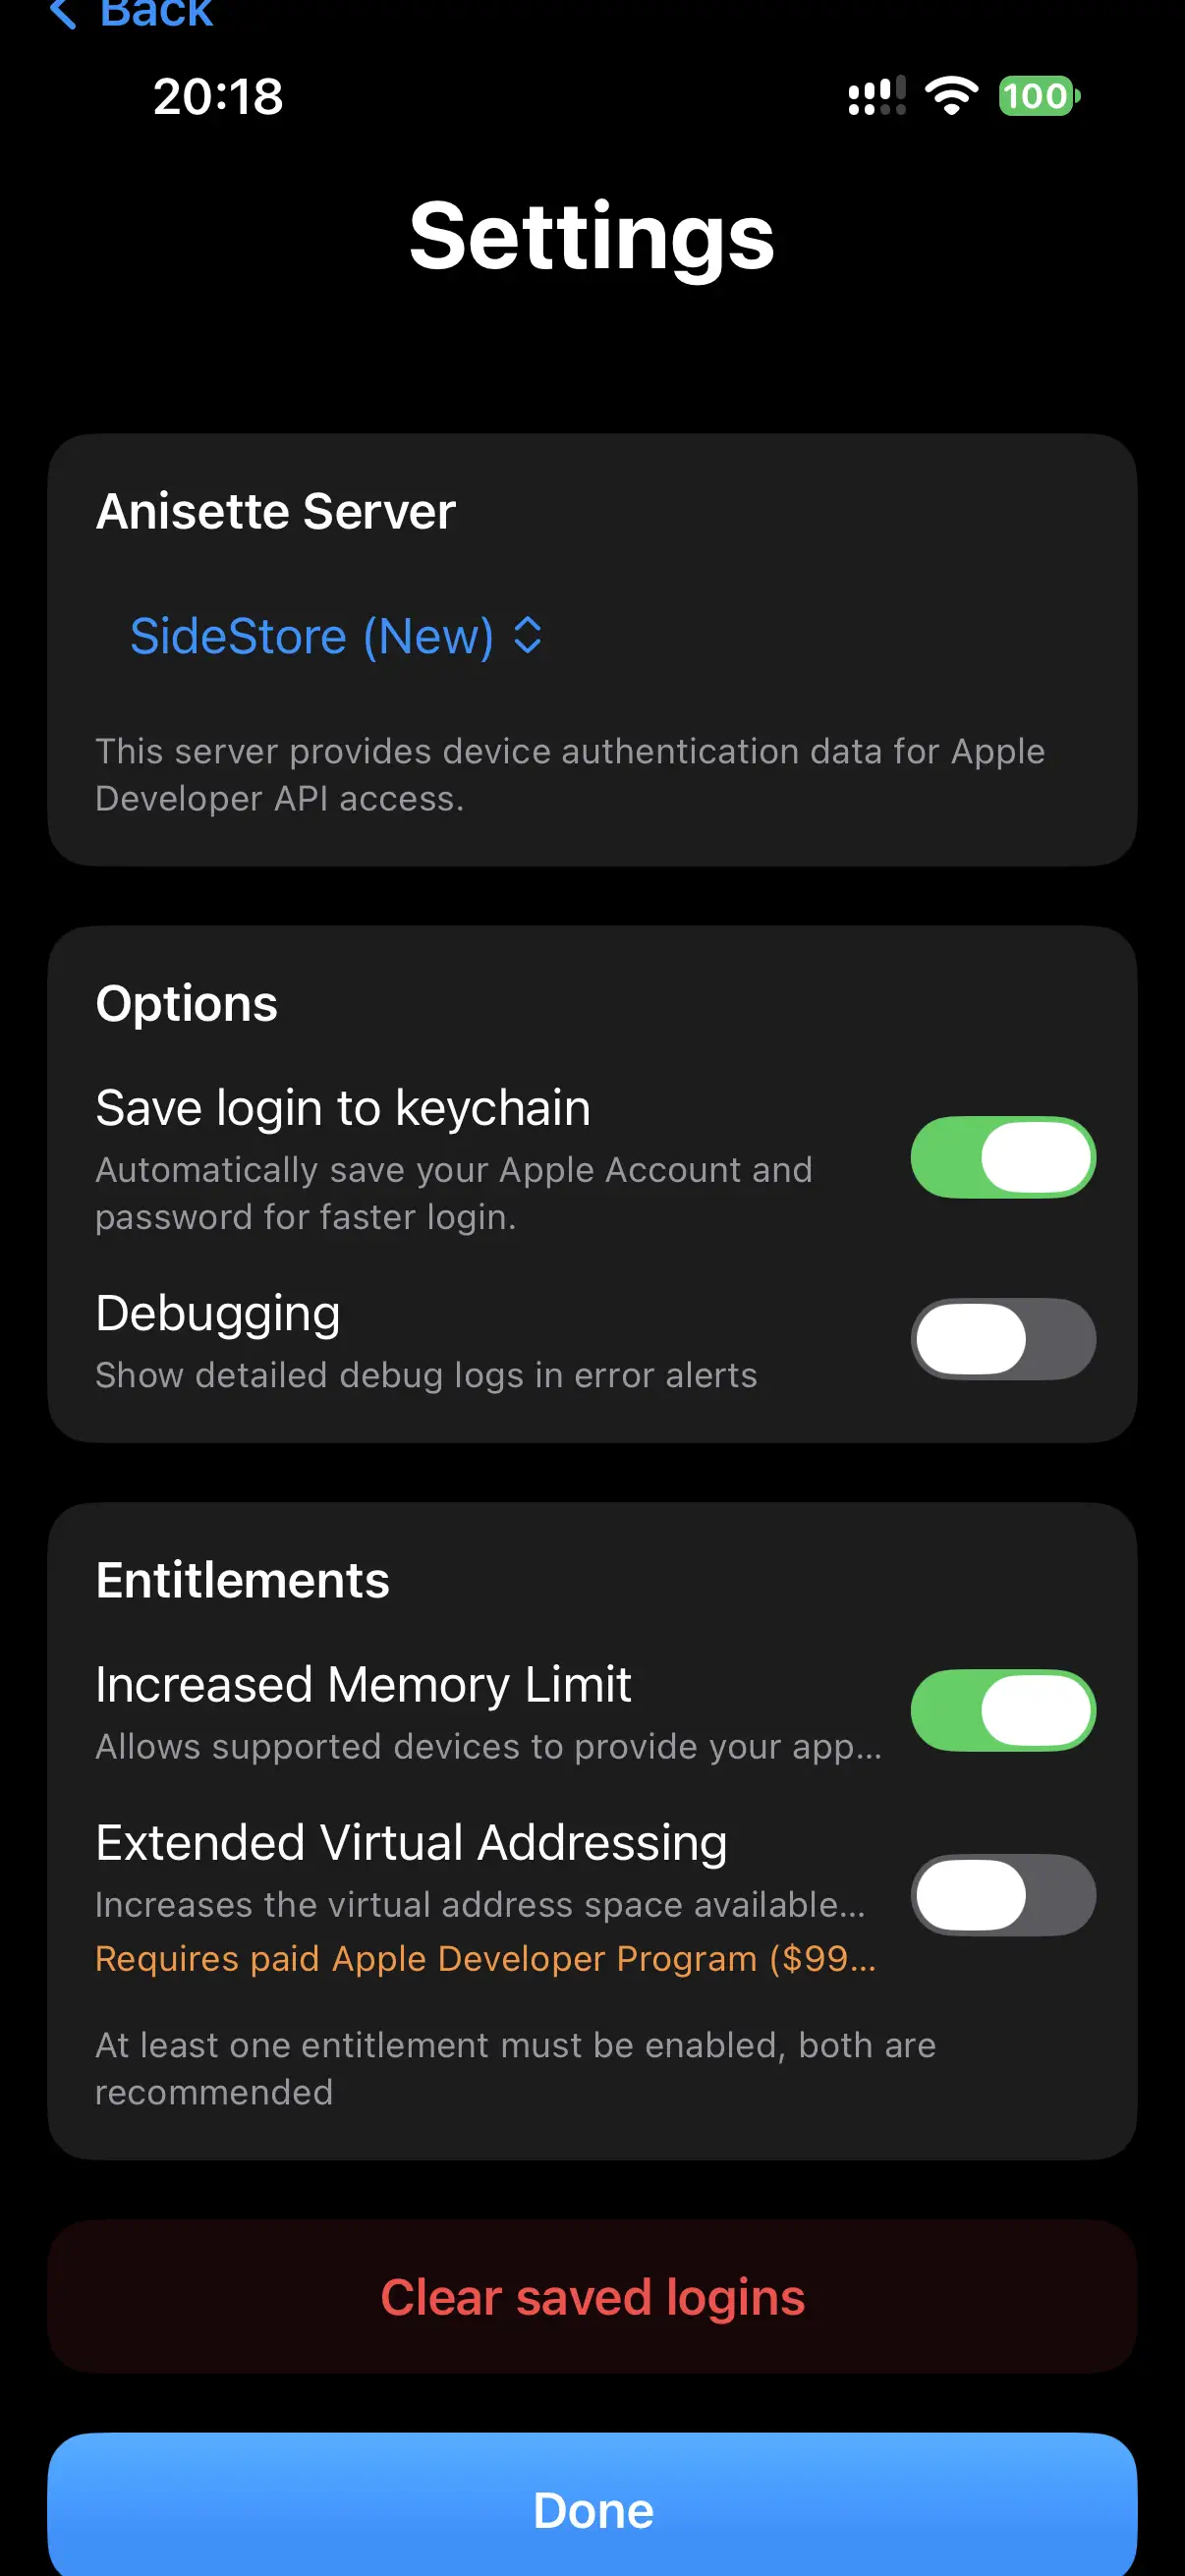 Back
20:18
100
Settings
Anisette Server
SideStore (New)
This server provides device authentication data for Apple
Developer API access.
Options
Save login to keychain
Automatically save your Apple Account and
password for faster login.
Debugging
Show detailed debug logs in error alerts
Entitlements
Increased Memory Limit
Allows supported devices to provide your app...
Extended Virtual Addressing
Increases the virtual address space available...
Requires paid Apple Developer Program ($99...
At least one entitlement must be enabled, both are
recommended
Clear saved logins
Done